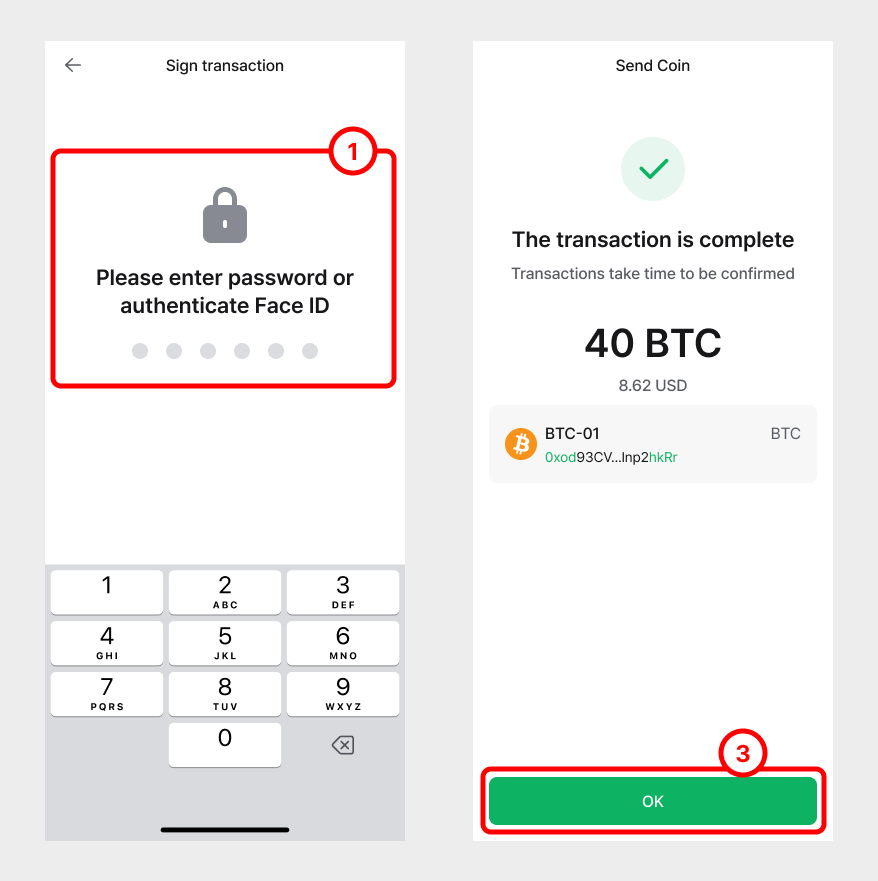 Sign transaction
1
Please enter password or
authenticate Face ID
1
2
ABC
3
DEF
4
GHI
5
JKL
6
MNO
7
PQRS
8
TUV
9
WXYZ
0
Send Coin
The transaction is complete
Transactions take time to be confirmed
40 BTC
8.62 USD
BTC-01
BTC
0xod93CV...lnp2hkRr
3
OK